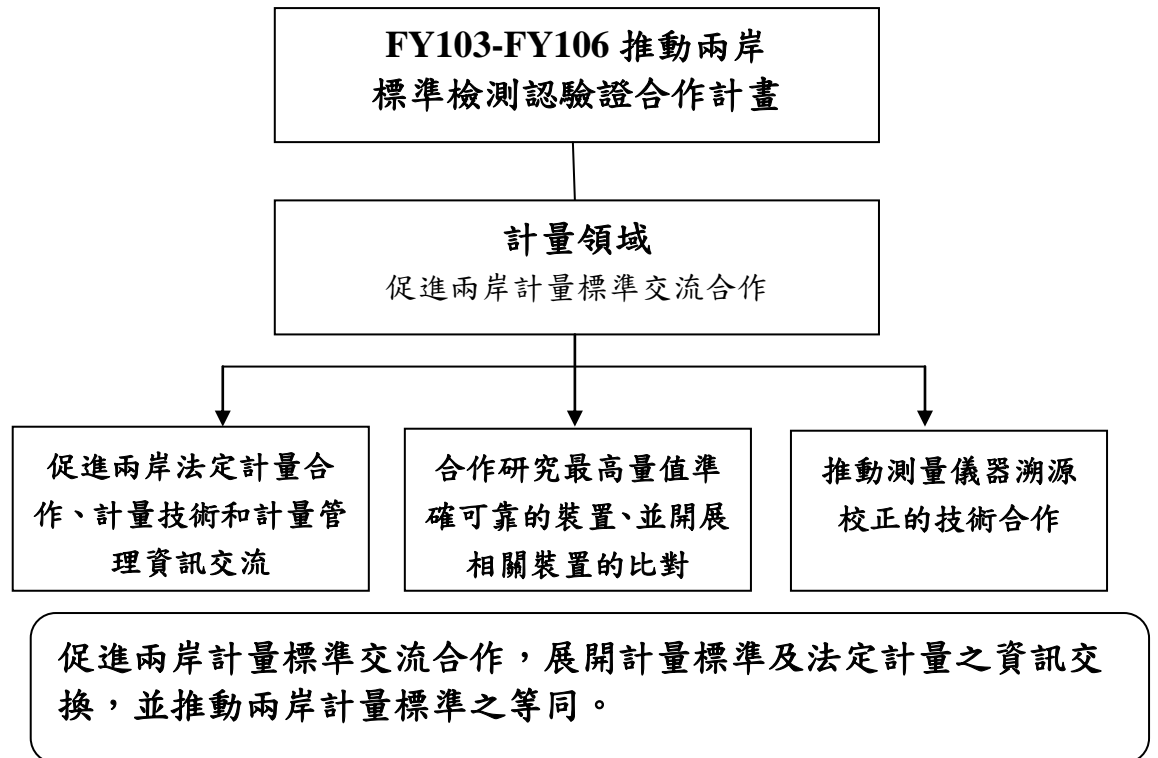 FY103-FY106 推動兩岸
標準檢測認驗證合作計畫
計量領域
促進兩岸計量標準交流合作
促進兩岸法定計量合
作、計量技術和計量管
理資訊交流
合作研究最高量值準
確可靠的裝置、並開展
相關裝置的比對
推動測量儀器溯源
校正的技術合作
促進兩岸計量標準交流合作，展開計量標準及法定計量之資訊交
換，並推動兩岸計量標準之等同。